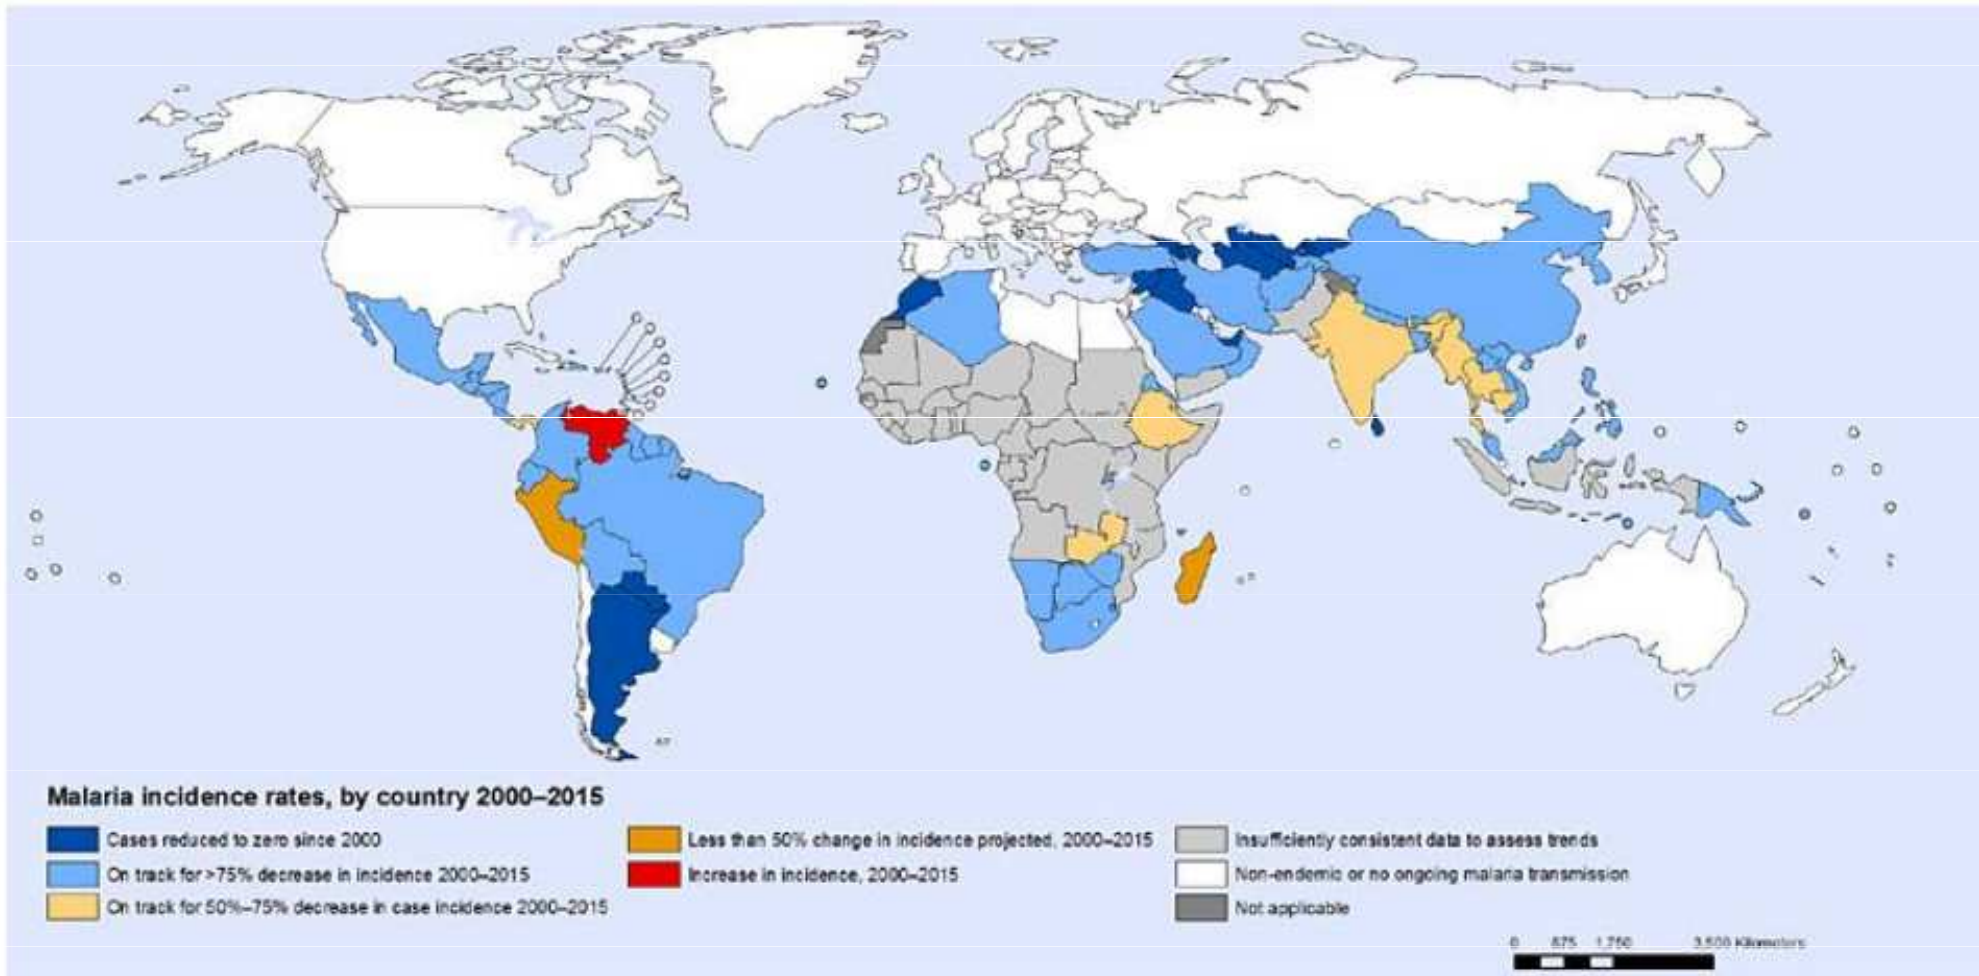 Malaria incidence rates, by country 2000–2015
Cases reduced to zero since 2000
On track for >75% decrease in incidence 2000–2015
On track for 50%–75% decrease in case incidence 2000–2015
Less than 50% change in incidence projected, 2000–2015
Increase in incidence, 2000–2015
Insufficiently consistent data to assess trends
Non-endemic or no ongoing malaria transmission
Not applicable
0 875 1,750 3,500 Kilometers